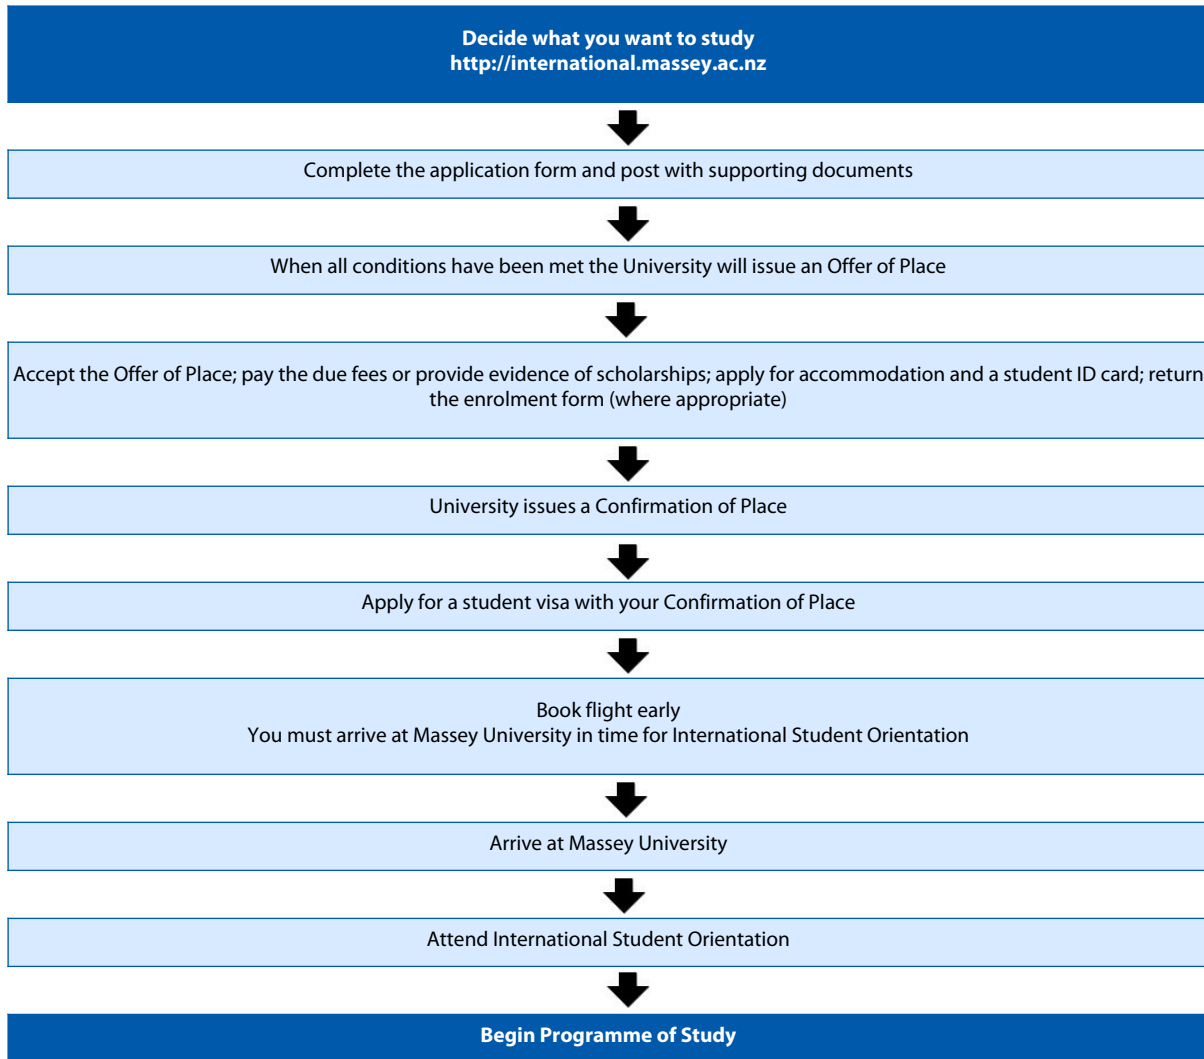 Decide what you want to study
http://international.massey.ac.nz
Complete the application form and post with supporting documents
When all conditions have been met the University will issue an Offer of Place
Accept the Offer of Place; pay the due fees or provide evidence of scholarships; apply for accommodation and a student ID card; return
the enrolment form (where appropriate)
University issues a Confirmation of Place
Apply for a student visa with your Confirmation of Place
Book flight early
You must arrive at Massey University in time for International Student Orientation
Arrive at Massey University
Attend International Student Orientation
Begin Programme of Study